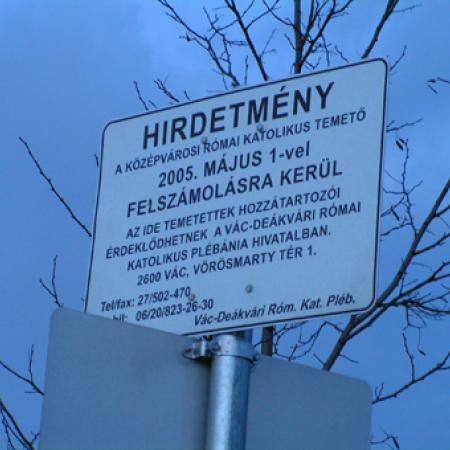 HIRDETMÉNY
A KÖZÉPVÁROSI RÓMAI KATOLIKUS TEMETŐ
2005. MÁJUS 1-vel
FELSZÁMOLÁSRA KERÜL
AZ IDE TEMETETTEK HOZZÁTARTOZÓI
ÉRDEKLŐDHETNEK A VÁC-DEÁKVÁRI RÓMAI
KATOLIKUS PLÉBÁNIA HIVATALBAN.
2600 VÁC, VÖRÖSMARTY TÉR 1.
Tel/fax: 27/502-470
06/20/823-26-30
Vác-Deákvári Róm. Kat. Pléb.